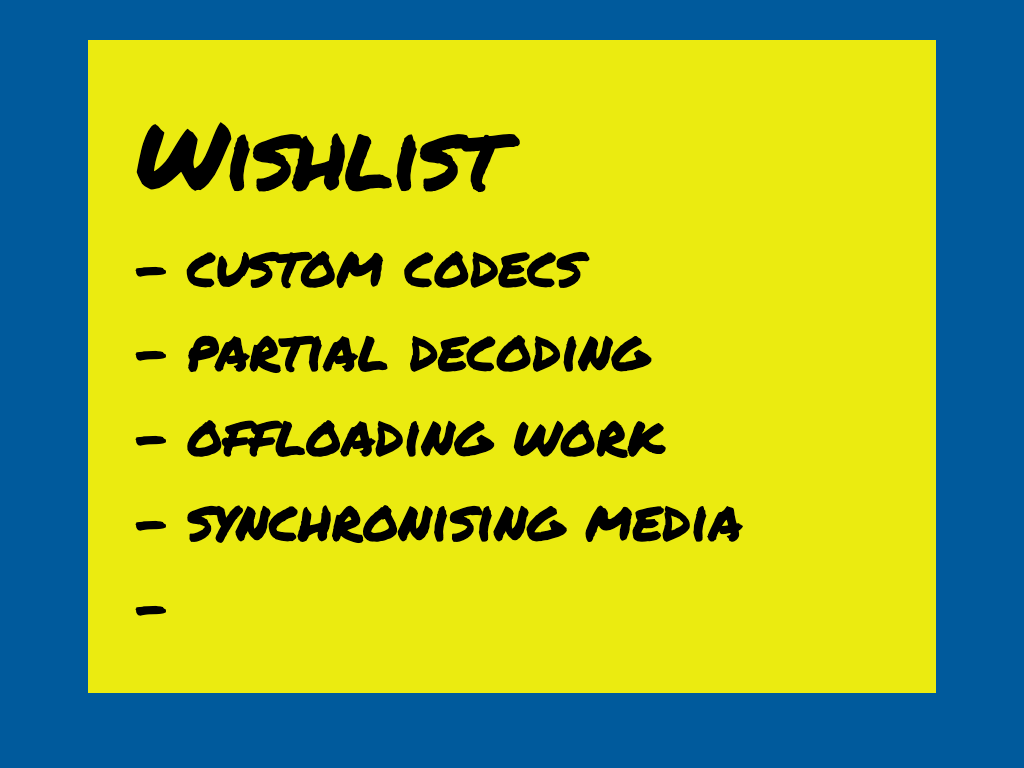 Wishlist
- custom codecs
- partial decoding
- offloading work
- synchronising media
-